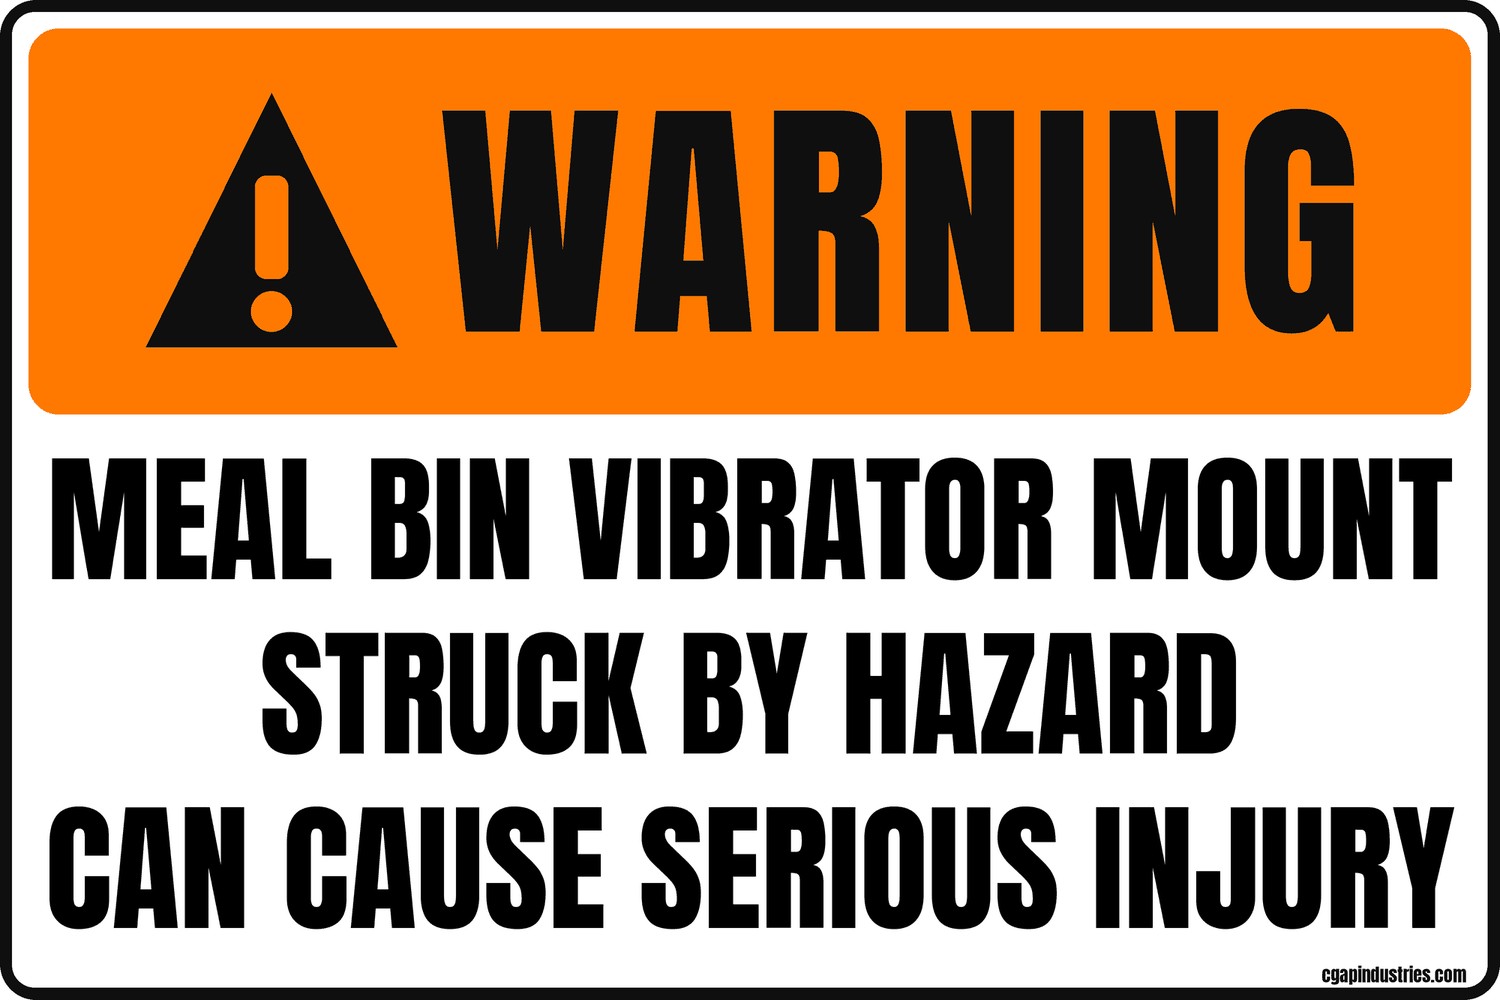 WARNING
MEAL BIN VIBRATOR MOUNT
STRUCK BY HAZARD
CAN CAUSE SERIOUS INJURY
cgapindustries.com